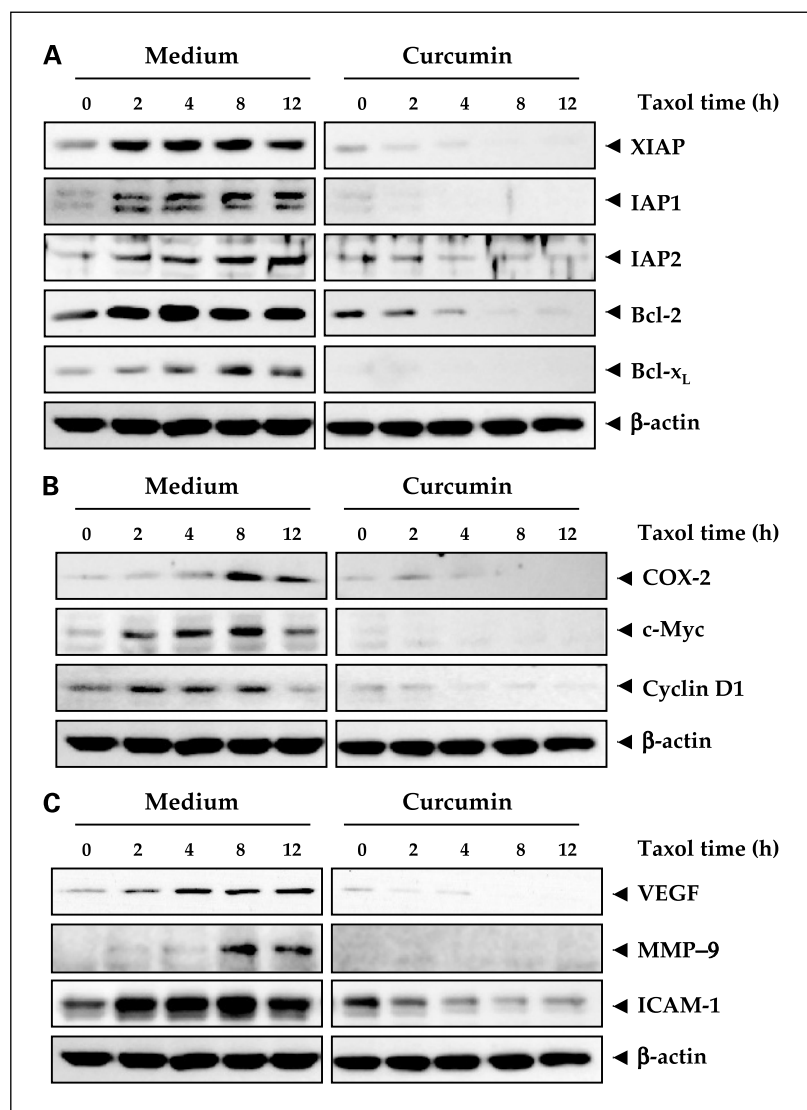 A
Medium Curcumin
0 2 4 8 12 0 2 4 8 12 Taxol time (h)
XIAP
IAP1
IAP2
Bcl-2
Bcl-xL
β-actin
B
Medium Curcumin
0 2 4 8 12 0 2 4 8 12 Taxol time (h)
COX-2
c-Myc
Cyclin D1
β-actin
C
Medium Curcumin
0 2 4 8 12 0 2 4 8 12 Taxol time (h)
VEGF
MMP–9
ICAM-1
β-actin